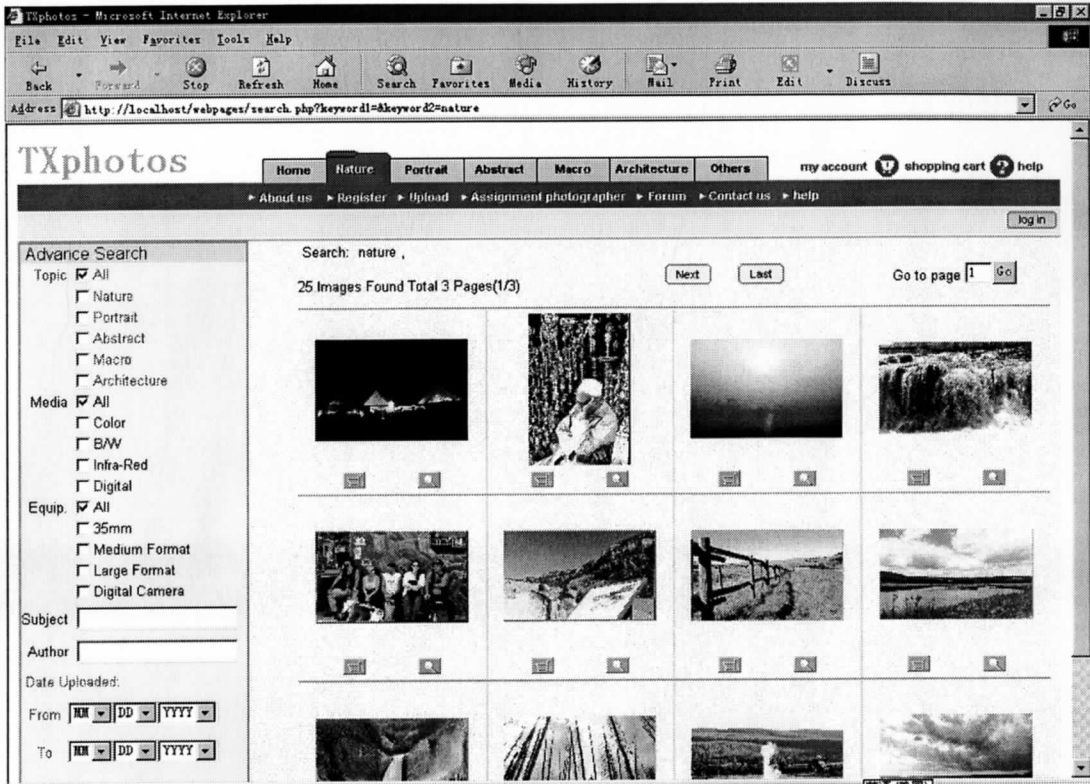 TXphotos - Microsoft Internet Explorer
File Edit View Favorites Tools Help
Back Forward Stop Refresh Home Search Favorites Media History Mail Print Edit Discuss
Address http://localhost/webpages/search.php?keyword1=&keyword2=nature Go
TXphotos
Home Nature Portrait Abstract Macro Architecture Others my account shopping cart ? help
About us Register Upload Assignment photographer Forum Contact us help
log in
Advance Search
Topic All
Nature
Portrait
Abstract
Macro
Architecture
Media All
Color
B/W
Infra-Red
Digital
Equip. All
35mm
Medium Format
Large Format
Digital Camera
Subject
Author
Date Uploaded:
From MM DD YYYY
To MM DD YYYY
Search: nature ,
Next Last Go to page 1 Go
25 Images Found Total 3 Pages(1/3)